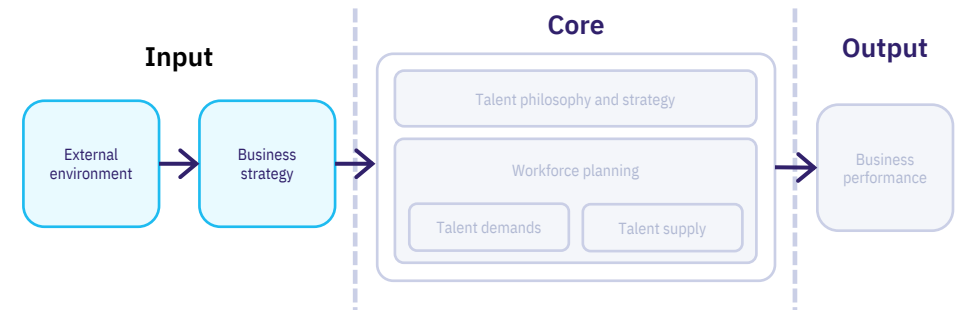 Input
Core
Output
External
environment
Business
strategy
Talent philosophy and strategy
Workforce planning
Talent demands
Talent supply
Business
performance